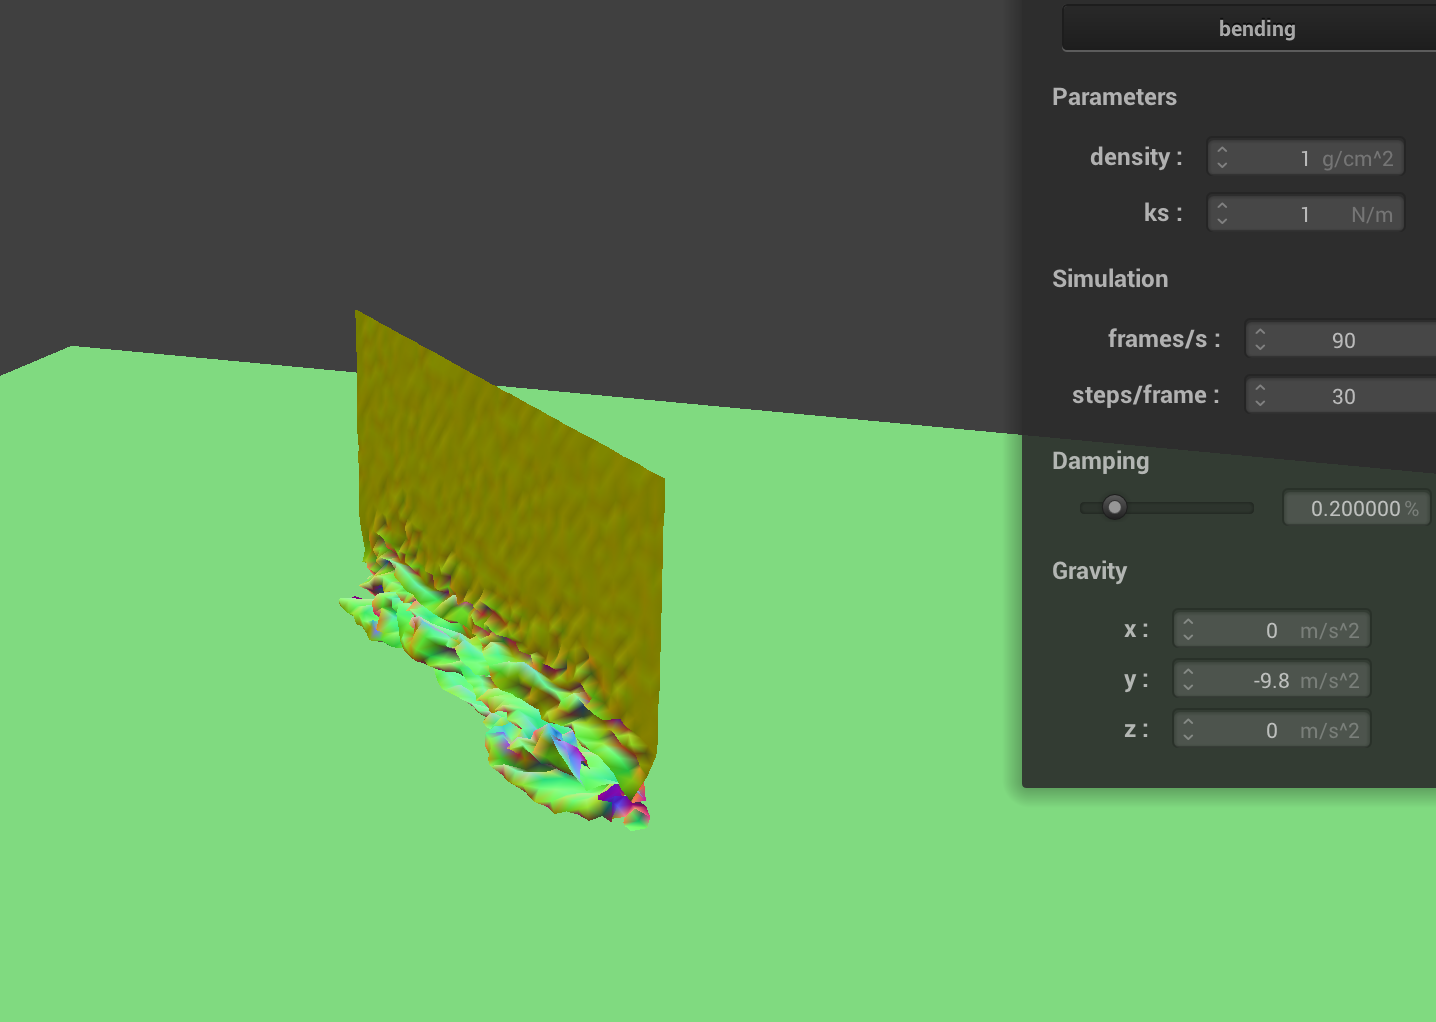 bending
Parameters
density : 1 g/cm^2
ks : 1 N/m
Simulation
frames/s : 90
steps/frame : 30
Damping
0.200000 %
Gravity
x : 0 m/s^2
y : -9.8 m/s^2
z : 0 m/s^2